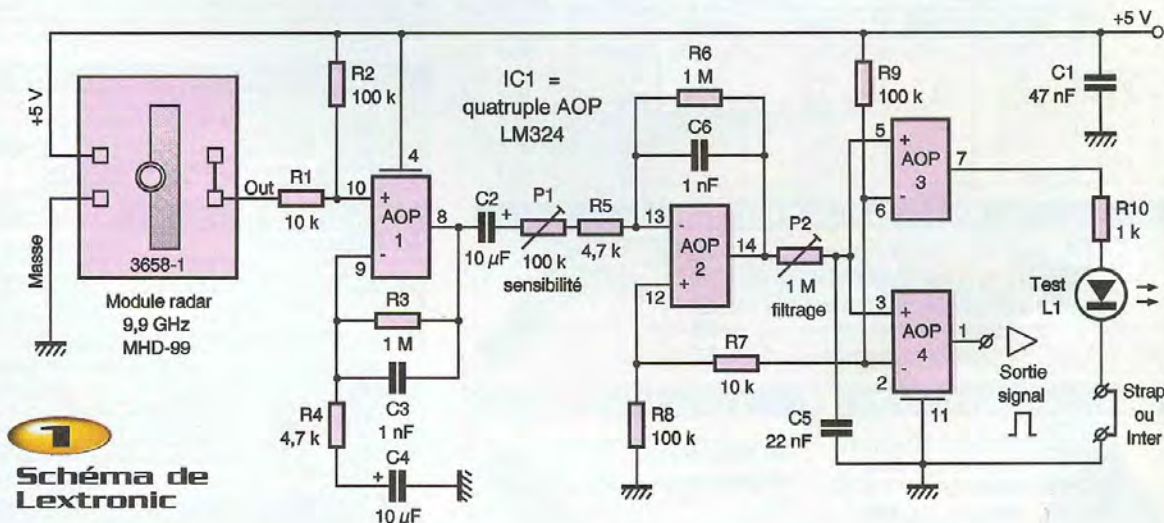 +5 V
+5 V
Masse
3658-1
Module radar
9,9 GHz
MHD-99
Out
R1
10 k
R2
100 k
4
10
+
AOP
1
8
-
9
R3
1 M
C3
1 nF
R4
4,7 k
C4
+
10 µF
C2
10 µF
+
P1
100 k
sensibilité
R5
4,7 k
IC1 =
quadruple AOP
LM324
R6
1 M
C6
1 nF
13
-
AOP
2
14
+
12
P2
1 M
filtrage
R7
10 k
R8
100 k
C5
22 nF
R9
100 k
5
+
AOP
3
7
-
6
3
+
AOP
4
1
-
2
11
Sortie
signal
C1
47 nF
R10
1 k
Test
L1
Strap
ou
Inter
1
Schéma de
Lextronic